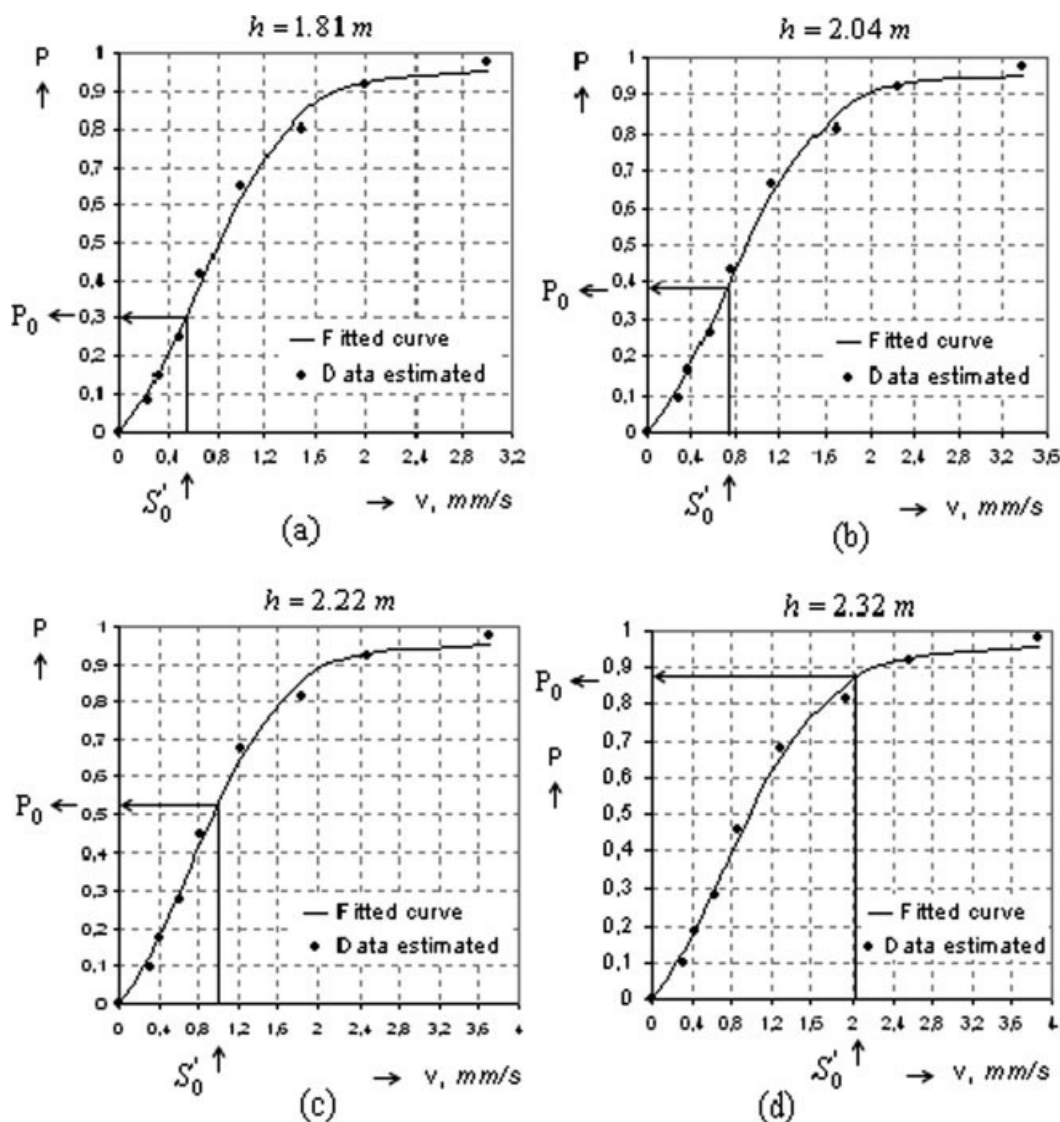 h = 1.81 m
P
↑
1
0,9
0,8
0,7
0,6
0,5
0,4
P₀ ←
0,3
0,2
0,1
0
Fitted curve
Data estimated
0 0,4 0,8 1,2 1,6 2 2,4 2,8 3,2
S'₀ ↑
→ v, mm/s
(a)
h = 2.04 m
P
↑
1
0,9
0,8
0,7
0,6
0,5
0,4
P₀ ←
0,3
0,2
0,1
0
Fitted curve
Data estimated
0 0,4 0,8 1,2 1,6 2 2,4 2,8 3,2 3,6
S'₀ ↑
→ v, mm/s
(b)
h = 2.22 m
P
↑
1
0,9
0,8
0,7
0,6
0,5
P₀ ←
0,4
0,3
0,2
0,1
0
Fitted curve
Data estimated
0 0,4 0,8 1,2 1,6 2 2,4 2,8 3,2 3,6 4
S'₀ ↑
→ v, mm/s
(c)
h = 2.32 m
1
0,9
P₀ ←
0,8
0,7
P
↑
0,6
0,5
0,4
0,3
0,2
0,1
0
Fitted curve
Data estimated
0 0,4 0,8 1,2 1,6 2 2,4 2,8 3,2 3,6 4
S'₀ ↑
→ v, mm/s
(d)